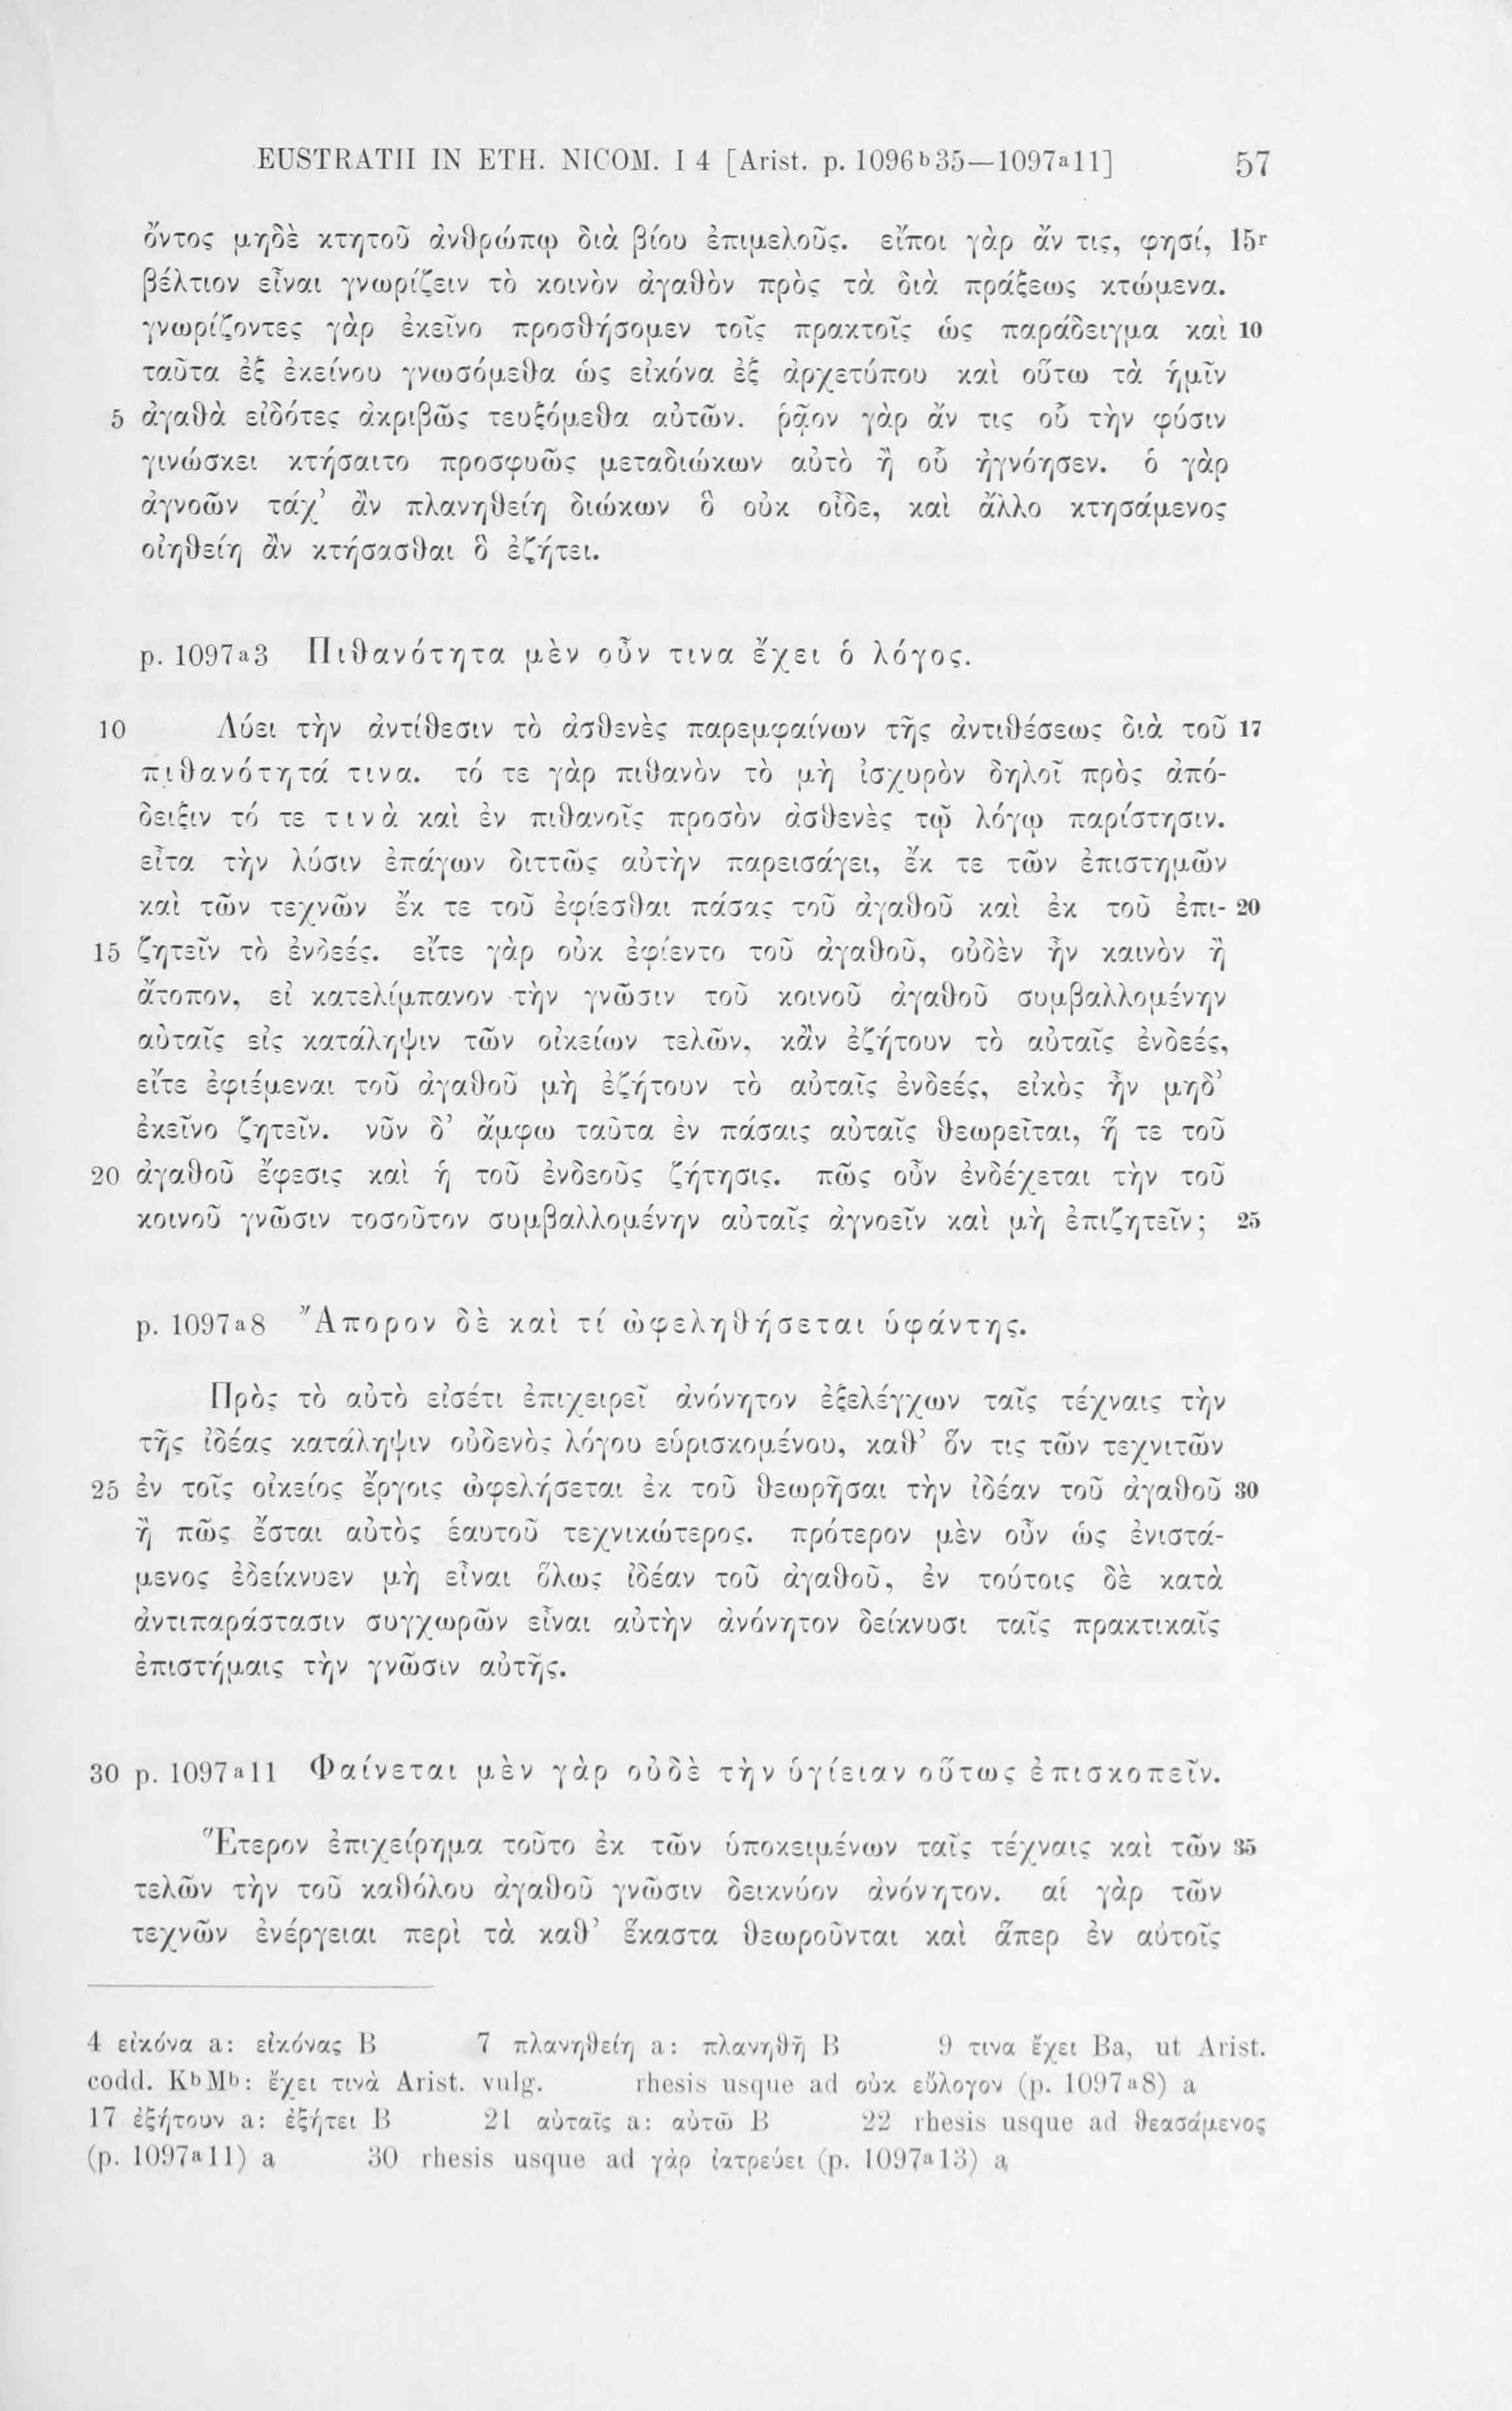 EUSTRATII IN ETH. NICOM. I 4 [Arist. p. 1096b35—1097a11] 57
ὄντος μηδὲ κτητοῦ ἀνθρώπῳ διὰ βίου ἐπιμελοῦς. εἴποι γὰρ ἄν τις, φησί, 15r
βέλτιον εἶναι γνωρίζειν τὸ κοινὸν ἀγαθὸν πρὸς τὰ διὰ πράξεως κτώμενα.
γνωρίζοντες γὰρ ἐκεῖνο προσθήσομεν τοῖς πρακτοῖς ὡς παράδειγμα καὶ 10
ταῦτα ἐξ ἐκείνου γνωσόμεθα ὡς εἰκόνα ἐξ ἀρχετύπου καὶ οὕτω τὰ ἡμῖν
5 ἀγαθὰ εἰδότες ἀκριβῶς τευξόμεθα αὐτῶν. ῥᾷον γὰρ ἄν τις οὗ τὴν φύσιν
γινώσκει κτήσαιτο προσφυῶς μεταδιώκων αὐτὸ ἢ οὗ ἠγνόησεν. ὁ γὰρ
ἀγνοῶν τάχ’ ἂν πλανηθείη διώκων ὃ οὐκ οἶδε, καὶ ἄλλο κτησάμενος
οἰηθείη ἂν κτήσασθαι ὃ ἐζήτει.
p. 1097a3 Πιθανότητα μὲν οὖν τινα ἔχει ὁ λόγος.
10 Λύει τὴν ἀντίθεσιν τὸ ἀσθενὲς παρεμφαίνων τῆς ἀντιθέσεως διὰ τοῦ 17
πιθανότητά τινα. τό τε γὰρ πιθανὸν τὸ μὴ ἰσχυρὸν δηλοῖ πρὸς ἀπό-
δειξιν τό τε τινὰ καὶ ἐν πιθανοῖς προσὸν ἀσθενὲς τῷ λόγῳ παρίστησιν.
εἶτα τὴν λύσιν ἐπάγων διττῶς αὐτὴν παρεισάγει, ἔκ τε τῶν ἐπιστημῶν
καὶ τῶν τεχνῶν ἔκ τε τοῦ ἐφίεσθαι πάσας τοῦ ἀγαθοῦ καὶ ἐκ τοῦ ἐπι- 20
15 ζητεῖν τὸ ἐνδεές. εἴτε γὰρ οὐκ ἐφίεντο τοῦ ἀγαθοῦ, οὐδὲν ἦν καινὸν ἢ
ἄτοπον, εἰ κατελίμπανον τὴν γνῶσιν τοῦ κοινοῦ ἀγαθοῦ συμβαλλομένην
αὐταῖς εἰς κατάληψιν τῶν οἰκείων τελῶν, κἂν ἐζήτουν τὸ αὐταῖς ἐνδεές,
εἴτε ἐφιέμεναι τοῦ ἀγαθοῦ μὴ ἐζήτουν τὸ αὐταῖς ἐνδεές, εἰκὸς ἦν μηδ’
ἐκεῖνο ζητεῖν. νῦν δ’ ἄμφω ταῦτα ἐν πάσαις αὐταῖς θεωρεῖται, ἥ τε τοῦ
20 ἀγαθοῦ ἔφεσις καὶ ἡ τοῦ ἐνδεοῦς ζήτησις. πῶς οὖν ἐνδέχεται τὴν τοῦ
κοινοῦ γνῶσιν τοσοῦτον συμβαλλομένην αὐταῖς ἀγνοεῖν καὶ μὴ ἐπιζητεῖν; 25
p. 1097a8 Ἄπορον δὲ καὶ τί ὠφεληθήσεται ὑφάντης.
Πρὸς τὸ αὐτὸ εἰσέτι ἐπιχειρεῖ ἀνόνητον ἐξελέγχων ταῖς τέχναις τὴν
τῆς ἰδέας κατάληψιν οὐδενὸς λόγου εὑρισκομένου, καθ’ ὅν τις τῶν τεχνιτῶν
25 ἐν τοῖς οἰκείος ἔργοις ὠφελήσεται ἐκ τοῦ θεωρῆσαι τὴν ἰδέαν τοῦ ἀγαθοῦ 30
ἢ πῶς ἔσται αὐτὸς ἑαυτοῦ τεχνικώτερος. πρότερον μὲν οὖν ὡς ἐνιστά-
μενος ἐδείκνυεν μὴ εἶναι ὅλως ἰδέαν τοῦ ἀγαθοῦ, ἐν τούτοις δὲ κατὰ
ἀντιπαράστασιν συγχωρῶν εἶναι αὐτὴν ἀνόνητον δείκνυσι ταῖς πρακτικαῖς
ἐπιστήμαις τὴν γνῶσιν αὐτῆς.
30 p. 1097a11 Φαίνεται μὲν γὰρ οὐδὲ τὴν ὑγίειαν οὕτως ἐπισκοπεῖν.
Ἕτερον ἐπιχείρημα τοῦτο ἐκ τῶν ὑποκειμένων ταῖς τέχναις καὶ τῶν 35
τελῶν τὴν τοῦ καθόλου ἀγαθοῦ γνῶσιν δεικνύον ἀνόνητον. αἱ γὰρ τῶν
τεχνῶν ἐνέργειαι περὶ τὰ καθ’ ἕκαστα θεωροῦνται καὶ ἅπερ ἐν αὐτοῖς
4 εἰκόνα a: εἰκόνας B 7 πλανηθείη a: πλανηθῆ B 9 τινα ἔχει Ba, ut Arist.
codd. KbMb: ἔχει τινὰ Arist. vulg. rhesis usque ad οὐκ εὔλογον (p. 1097a8) a
17 ἐξήτουν a: ἐξήτει B 21 αὐταῖς a: αὐτῶ B 22 rhesis usque ad θεασάμενος
(p. 1097a11) a 30 rhesis usque ad γὰρ ἰατρεύει (p. 1097a13) a